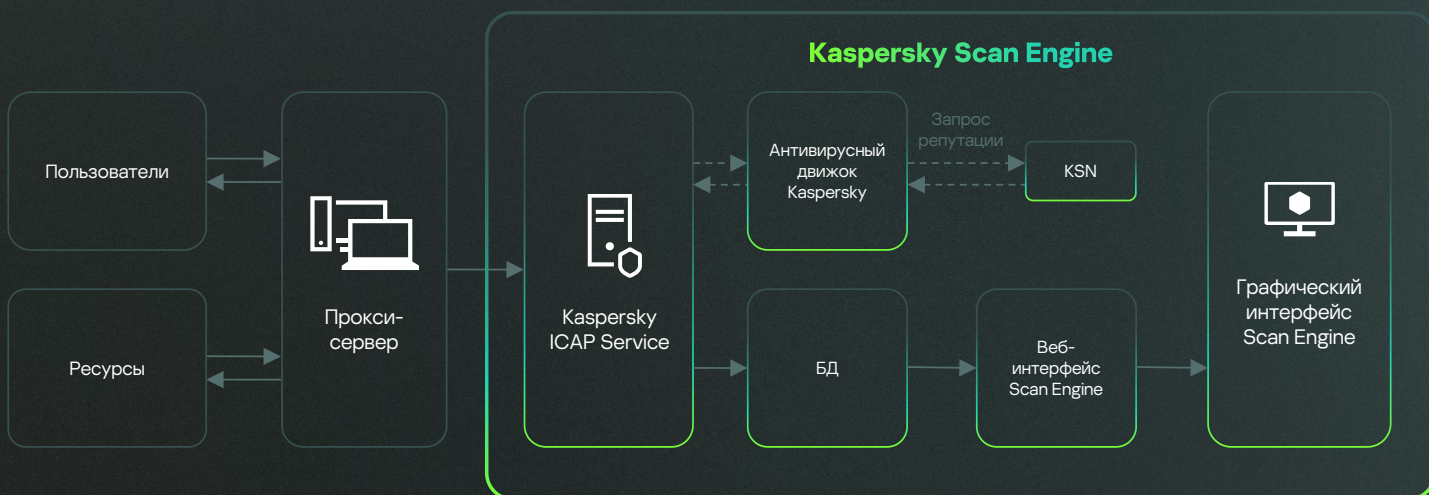 Kaspersky Scan Engine
Пользователи
Ресурсы
Прокси-
сервер
Kaspersky
ICAP Service
Антивирусный
движок
Kaspersky
Запрос
репутации
KSN
БД
Веб-
интерфейс
Scan Engine
Графический
интерфейс
Scan Engine